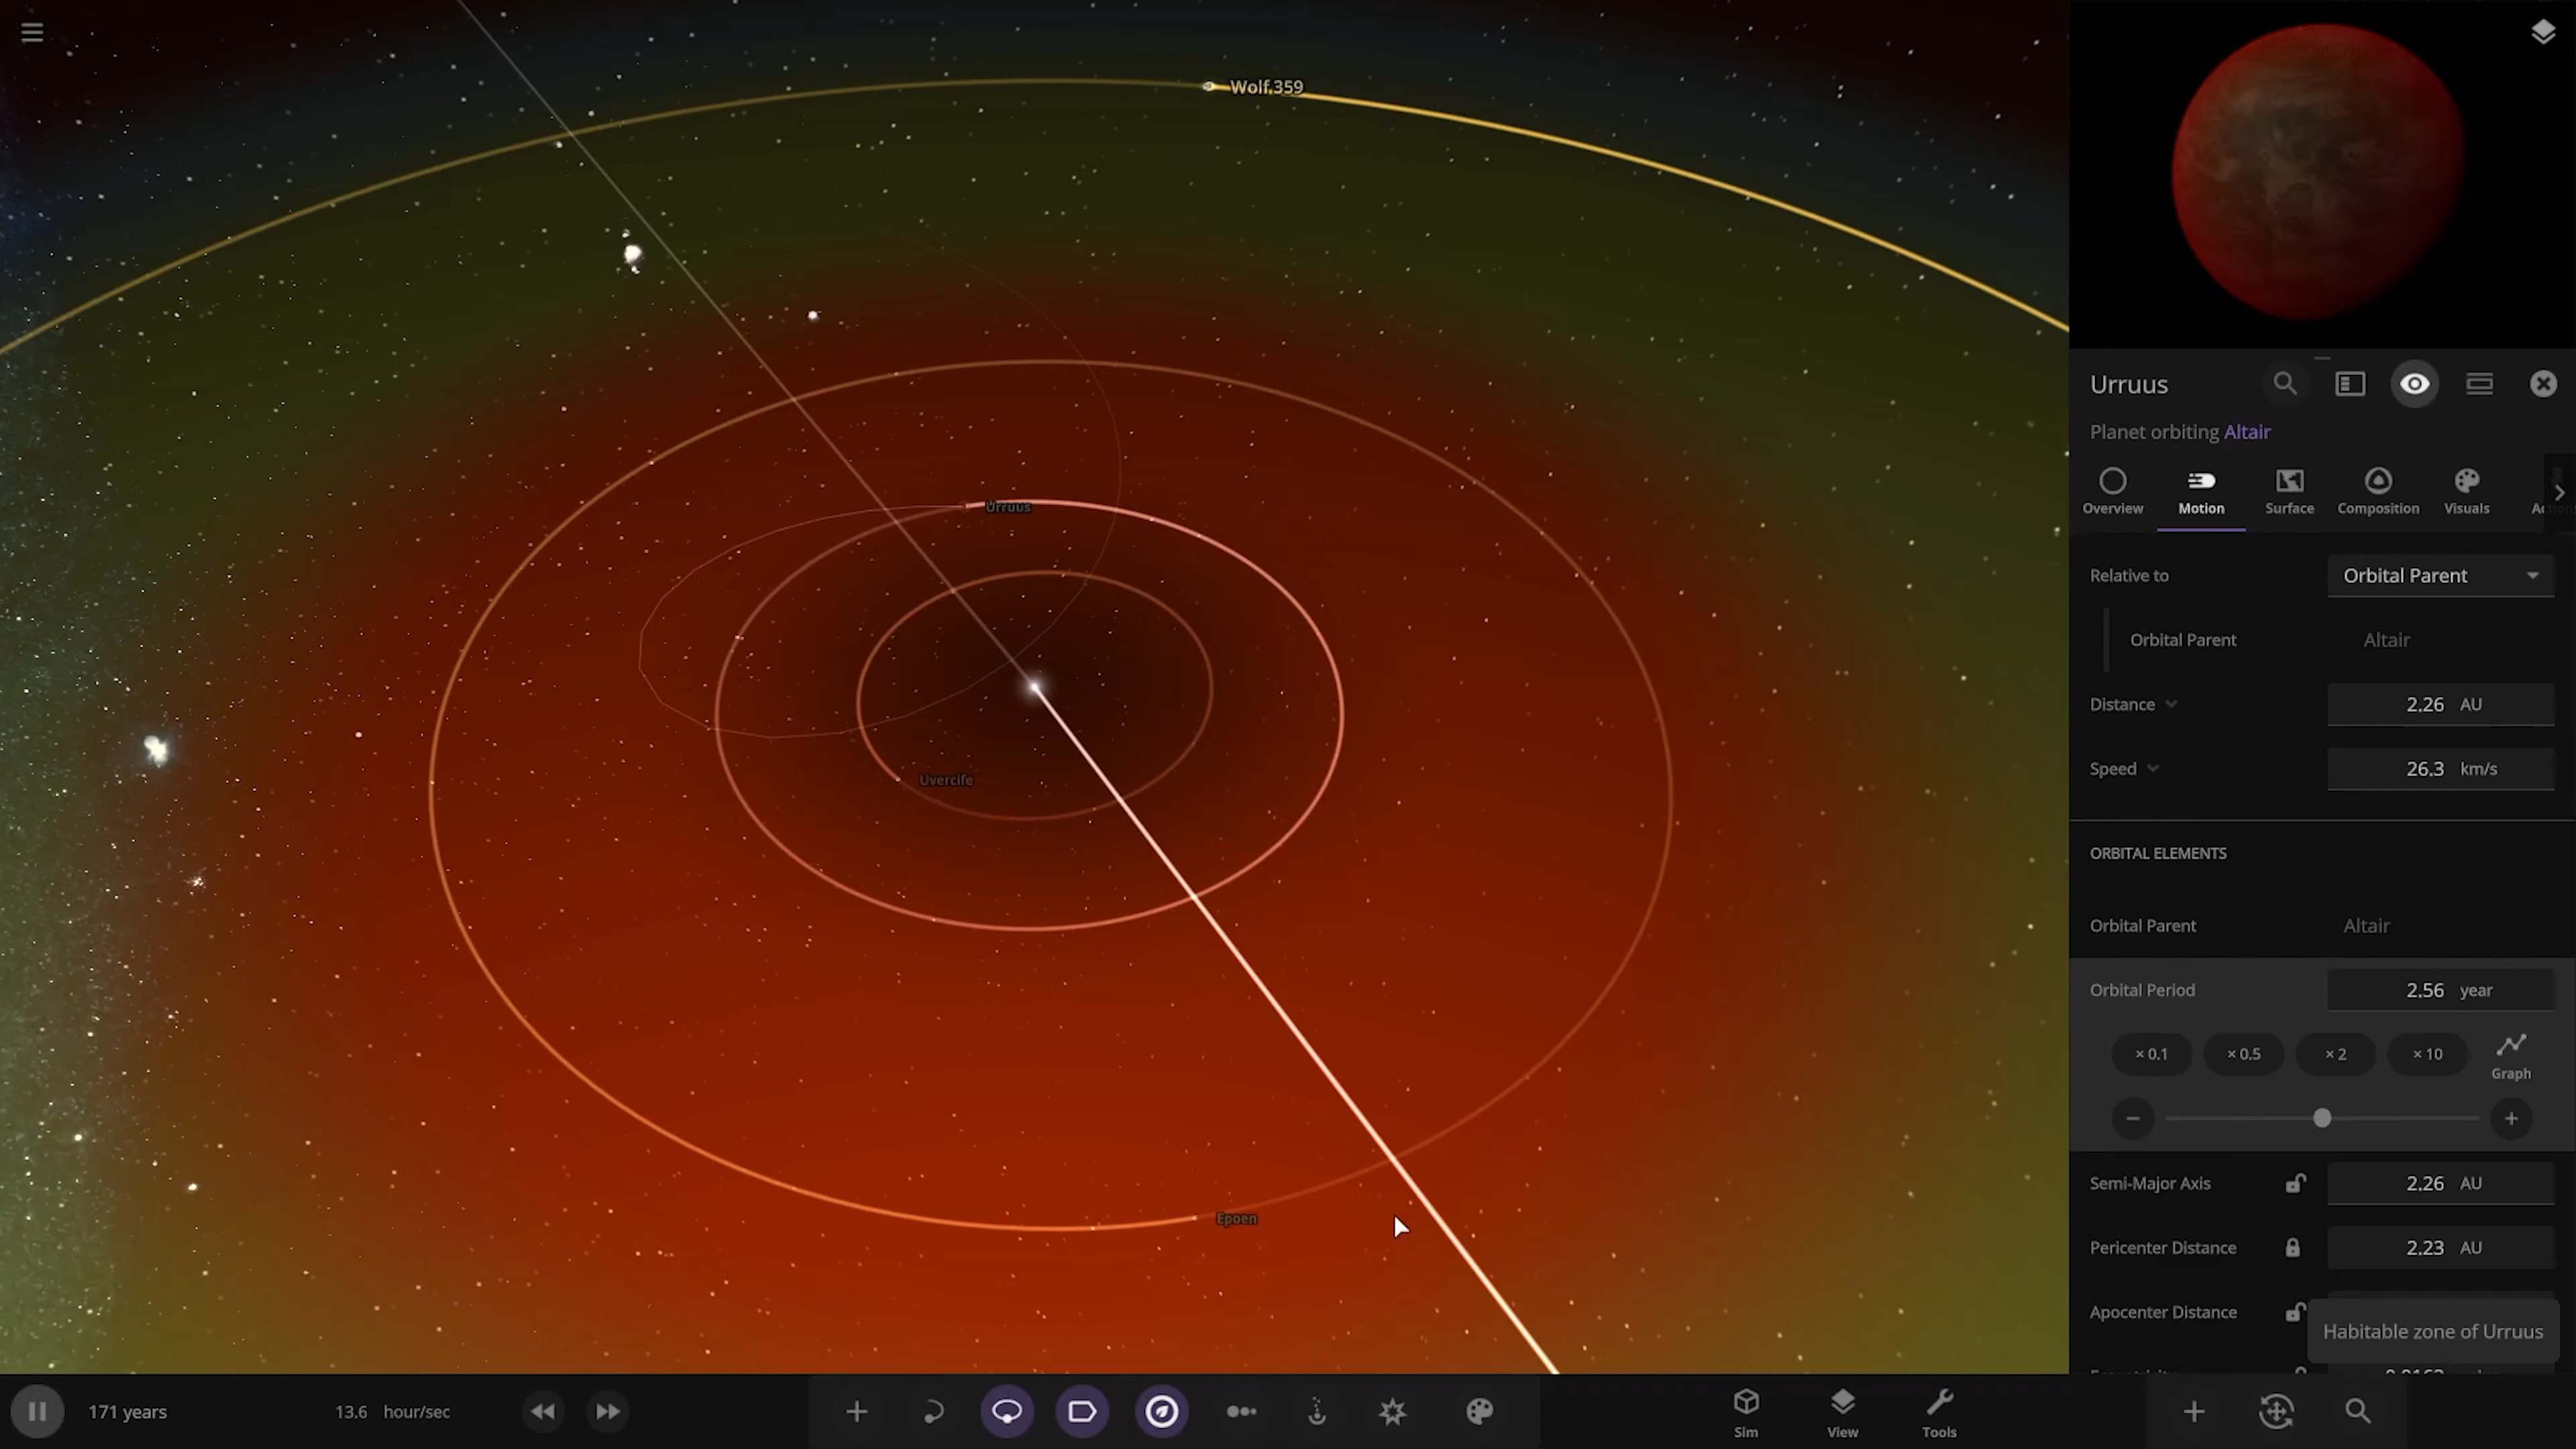 Wolf 359
Urruus
Uvercife
Epoen
Urruus
Planet orbiting Altair
Overview
Motion
Surface
Composition
Visuals
Relative to
Orbital Parent
Orbital Parent
Altair
Distance
2.26 AU
Speed
26.3 km/s
ORBITAL ELEMENTS
Orbital Parent
Altair
Orbital Period
2.56 year
× 0.1
× 0.5
× 2
× 10
Graph
Semi-Major Axis
2.26 AU
Pericenter Distance
2.23 AU
Apocenter Distance
Habitable zone of Urruus
171 years
13.6 hour/sec
Sim
View
Tools